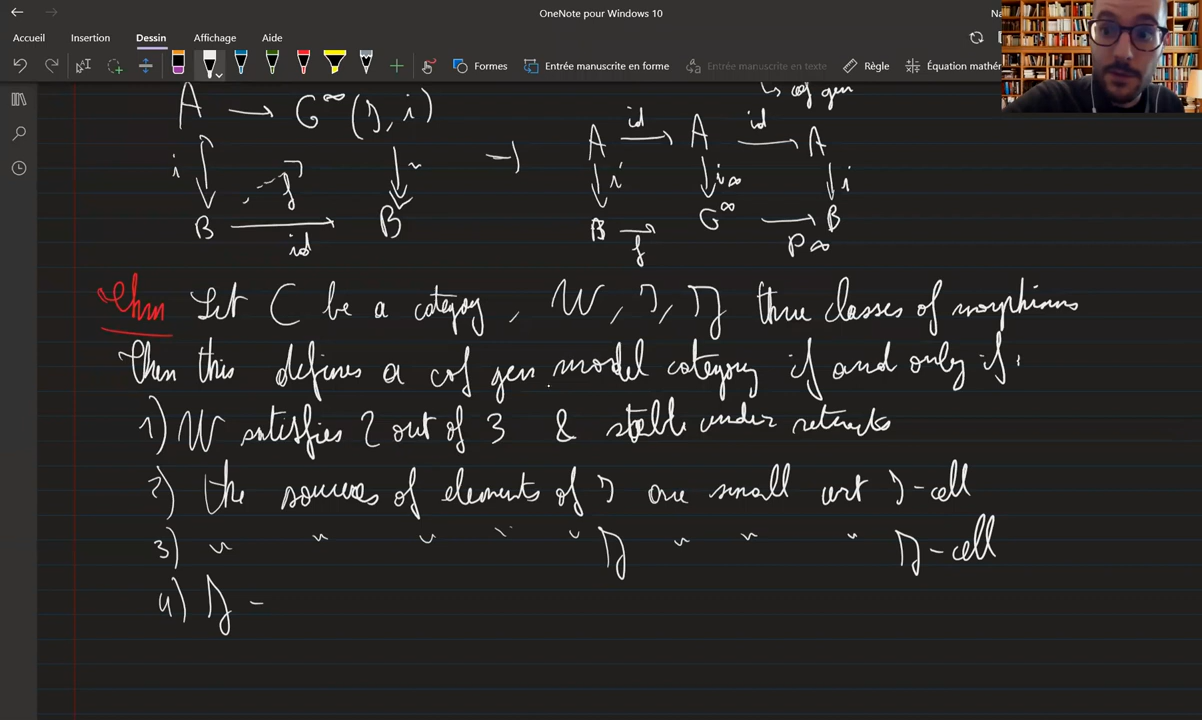 OneNote pour Windows 10
Accueil Insertion Dessin Affichage Aide
Formes Entrée manuscrite en forme Entrée manuscrite en texte Règle Équation mathé
↳ cof gen
A → G^∞ (I, i) A id→ A id→ A
i f ~ → i i∞ i
B id→ B B f→ G^∞ p∞→ B
Thm Let C be a category, W, I, J three classes of morphisms
Then this defines a cof gen model category if and only if:
1) W satisfies 2 out of 3 & stable under retracts
2) the sources of elements of I are small wrt I-cell
3) " " " " " J " " " J-cell
4) J -